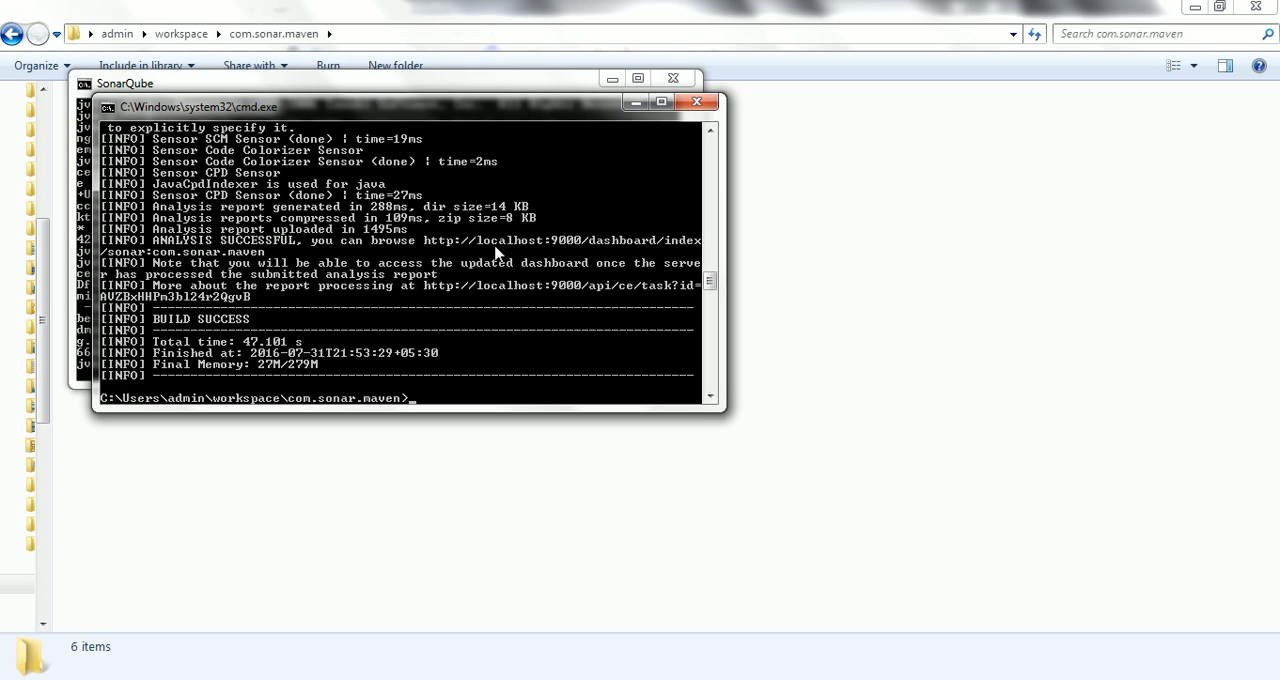 admin workspace com.sonar.maven Search com.sonar.maven
Organize Include in library Share with Burn New folder
SonarQube
C:\Windows\system32\cmd.exe
to explicitly specify it.
[INFO] Sensor SCM Sensor (done) | time=19ms
[INFO] Sensor Code Colorizer Sensor
[INFO] Sensor Code Colorizer Sensor (done) | time=2ms
[INFO] Sensor CPD Sensor
[INFO] JavaCpdIndexer is used for java
[INFO] Sensor CPD Sensor (done) | time=27ms
[INFO] Analysis report generated in 288ms, dir size=14 KB
[INFO] Analysis reports compressed in 109ms, zip size=8 KB
[INFO] Analysis report uploaded in 1495ms
[INFO] ANALYSIS SUCCESSFUL, you can browse http://localhost:9000/dashboard/index
/sonar:com.sonar.maven
[INFO] Note that you will be able to access the updated dashboard once the serve
r has processed the submitted analysis report
[INFO] More about the report processing at http://localhost:9000/api/ce/task?id=
AVZBxHHPm3bl24r2QgvB
[INFO] ------------------------------------------------------------------------
[INFO] BUILD SUCCESS
[INFO] ------------------------------------------------------------------------
[INFO] Total time: 47.101 s
[INFO] Finished at: 2016-07-31T21:53:29+05:30
[INFO] Final Memory: 27M/279M
[INFO] ------------------------------------------------------------------------
C:\Users\admin\workspace\com.sonar.maven>_
6 items